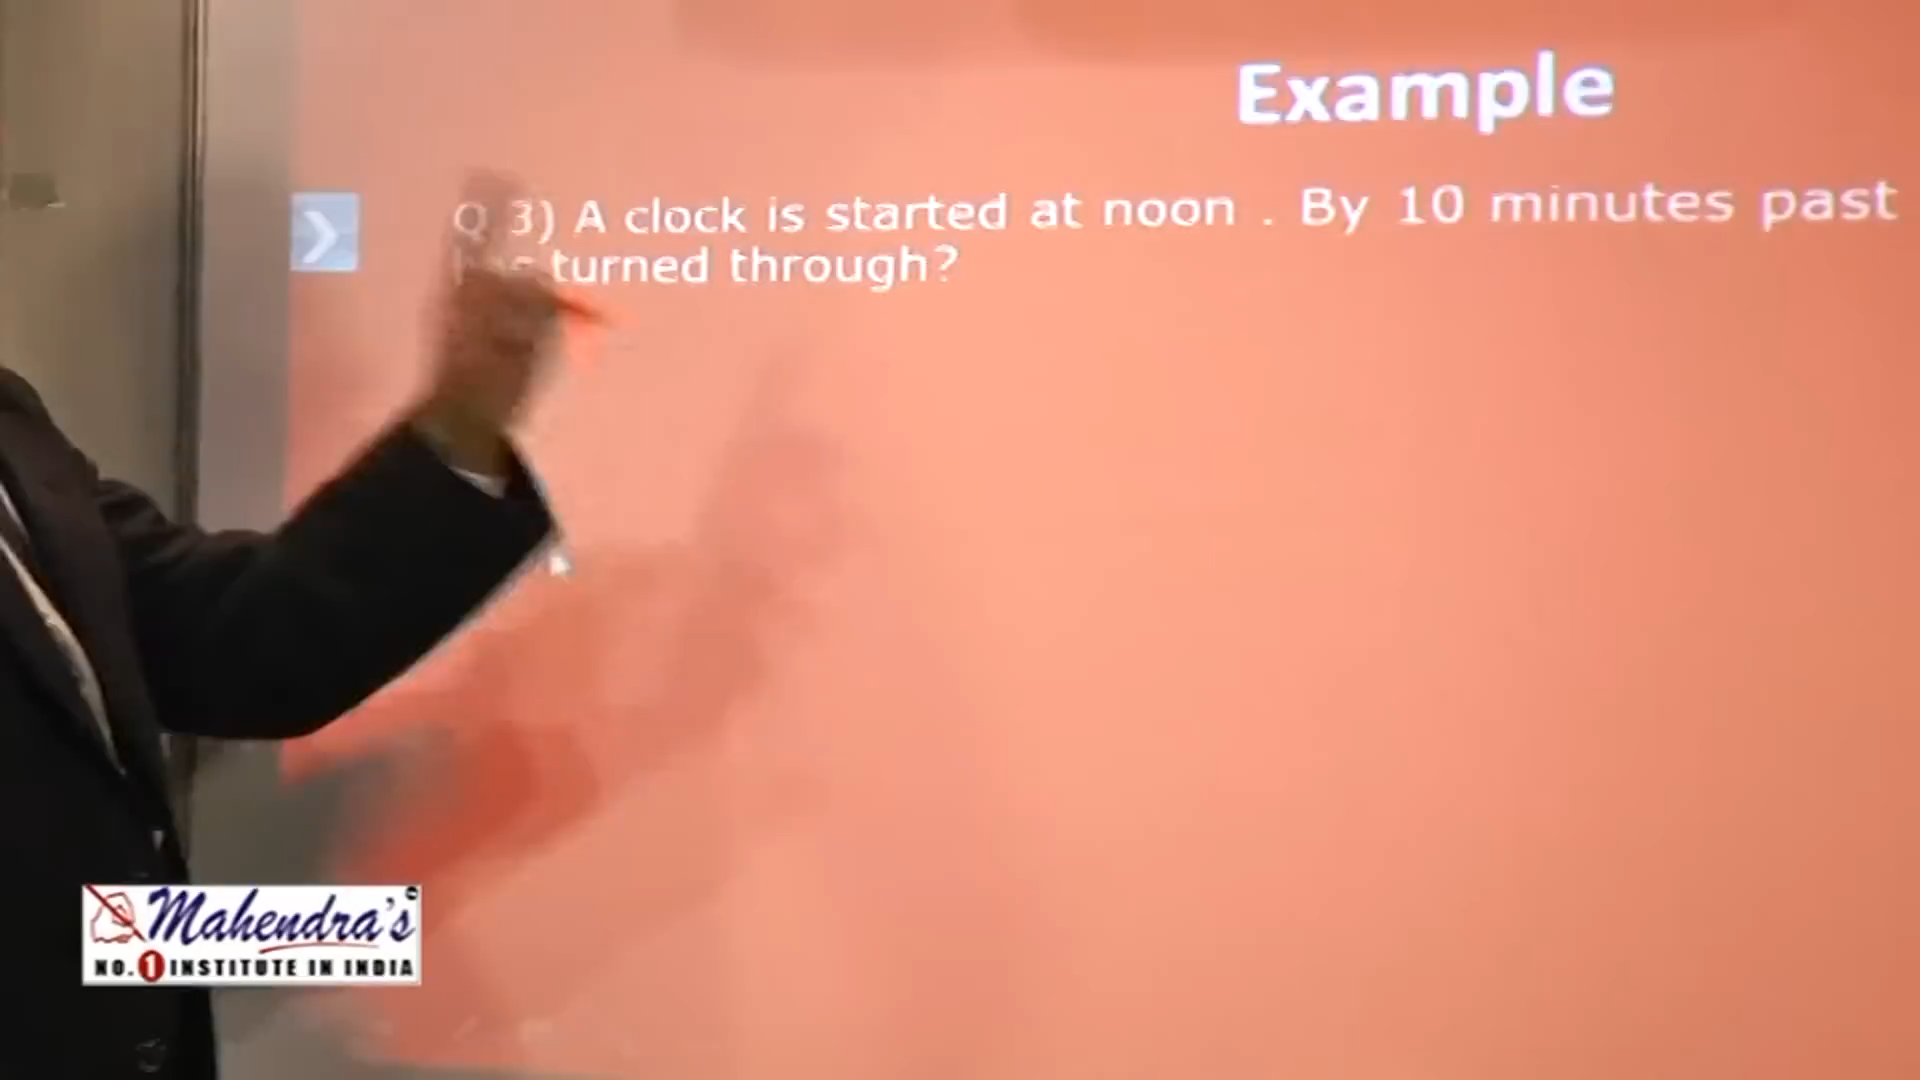 Example
Q 3) A clock is started at noon . By 10 minutes past
has turned through?
Mahendra's
NO. 1 INSTITUTE IN INDIA